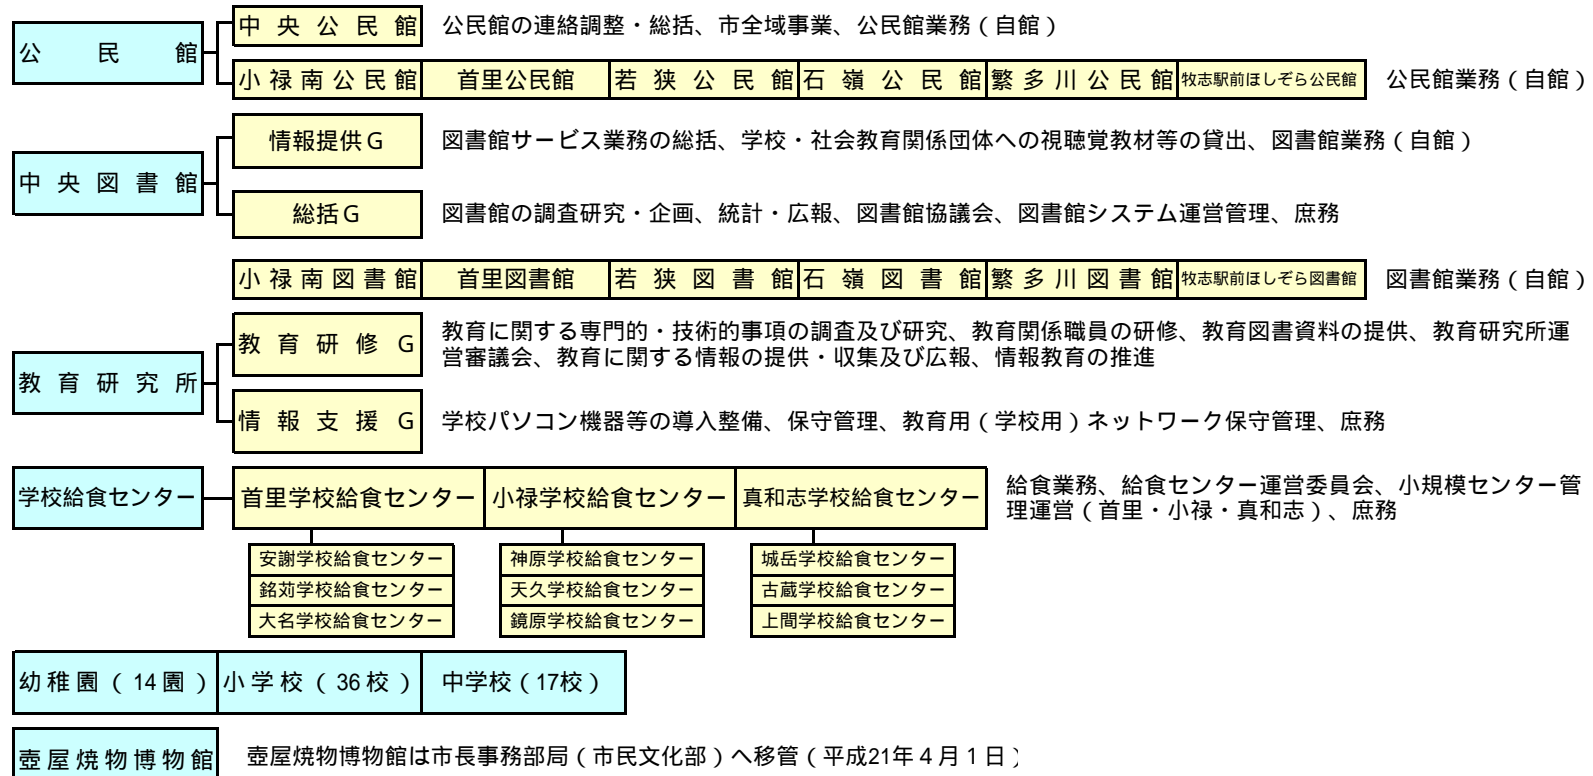 中央公民館 公民館の連絡調整・総括、市全域事業、公民館業務（自館）
公民館
小禄南公民館 首里公民館 若狭公民館 石嶺公民館 繁多川公民館 牧志駅前ほしぞら公民館 公民館業務（自館）
情報提供Ｇ 図書館サービス業務の総括、学校・社会教育関係団体への視聴覚教材等の貸出、図書館業務（自館）
中央図書館
総括Ｇ 図書館の調査研究・企画、統計・広報、図書館協議会、図書館システム運営管理、庶務
小禄南図書館 首里図書館 若狭図書館 石嶺図書館 繁多川図書館 牧志駅前ほしぞら図書館 図書館業務（自館）
教育研修Ｇ 教育に関する専門的・技術的事項の調査及び研究、教育関係職員の研修、教育図書資料の提供、教育研究所運
営審議会、教育に関する情報の提供・収集及び広報、情報教育の推進
教育研究所
情報支援Ｇ 学校パソコン機器等の導入整備、保守管理、教育用（学校用）ネットワーク保守管理、庶務
学校給食センター 首里学校給食センター 小禄学校給食センター 真和志学校給食センター 給食業務、給食センター運営委員会、小規模センター管
理運営（首里・小禄・真和志）、庶務
安謝学校給食センター 神原学校給食センター 城岳学校給食センター
銘苅学校給食センター 天久学校給食センター 古蔵学校給食センター
大名学校給食センター 鏡原学校給食センター 上間学校給食センター
幼稚園（14園） 小学校（36校） 中学校（17校）
壺屋焼物博物館 壺屋焼物博物館は市長事務部局（市民文化部）へ移管（平成21年４月１日）